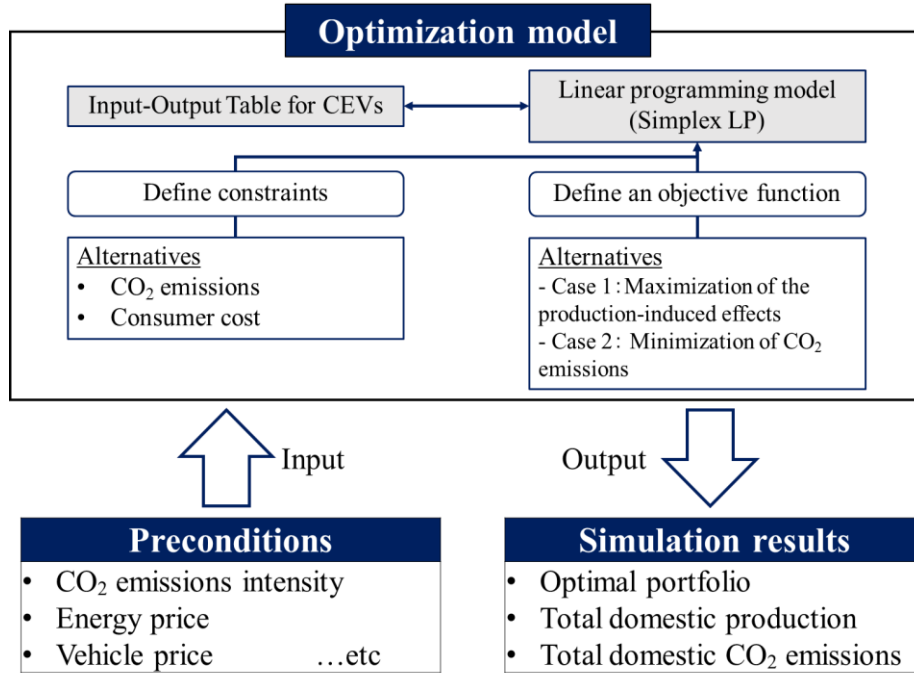 Optimization model
Input-Output Table for CEVs
Linear programming model
(Simplex LP)
Define constraints
Define an objective function
Alternatives
• CO₂ emissions
• Consumer cost
Alternatives
- Case 1：Maximization of the
production-induced effects
- Case 2： Minimization of CO₂
emissions
Input
Output
Preconditions
• CO₂ emissions intensity
• Energy price
• Vehicle price …etc
Simulation results
• Optimal portfolio
• Total domestic production
• Total domestic CO₂ emissions